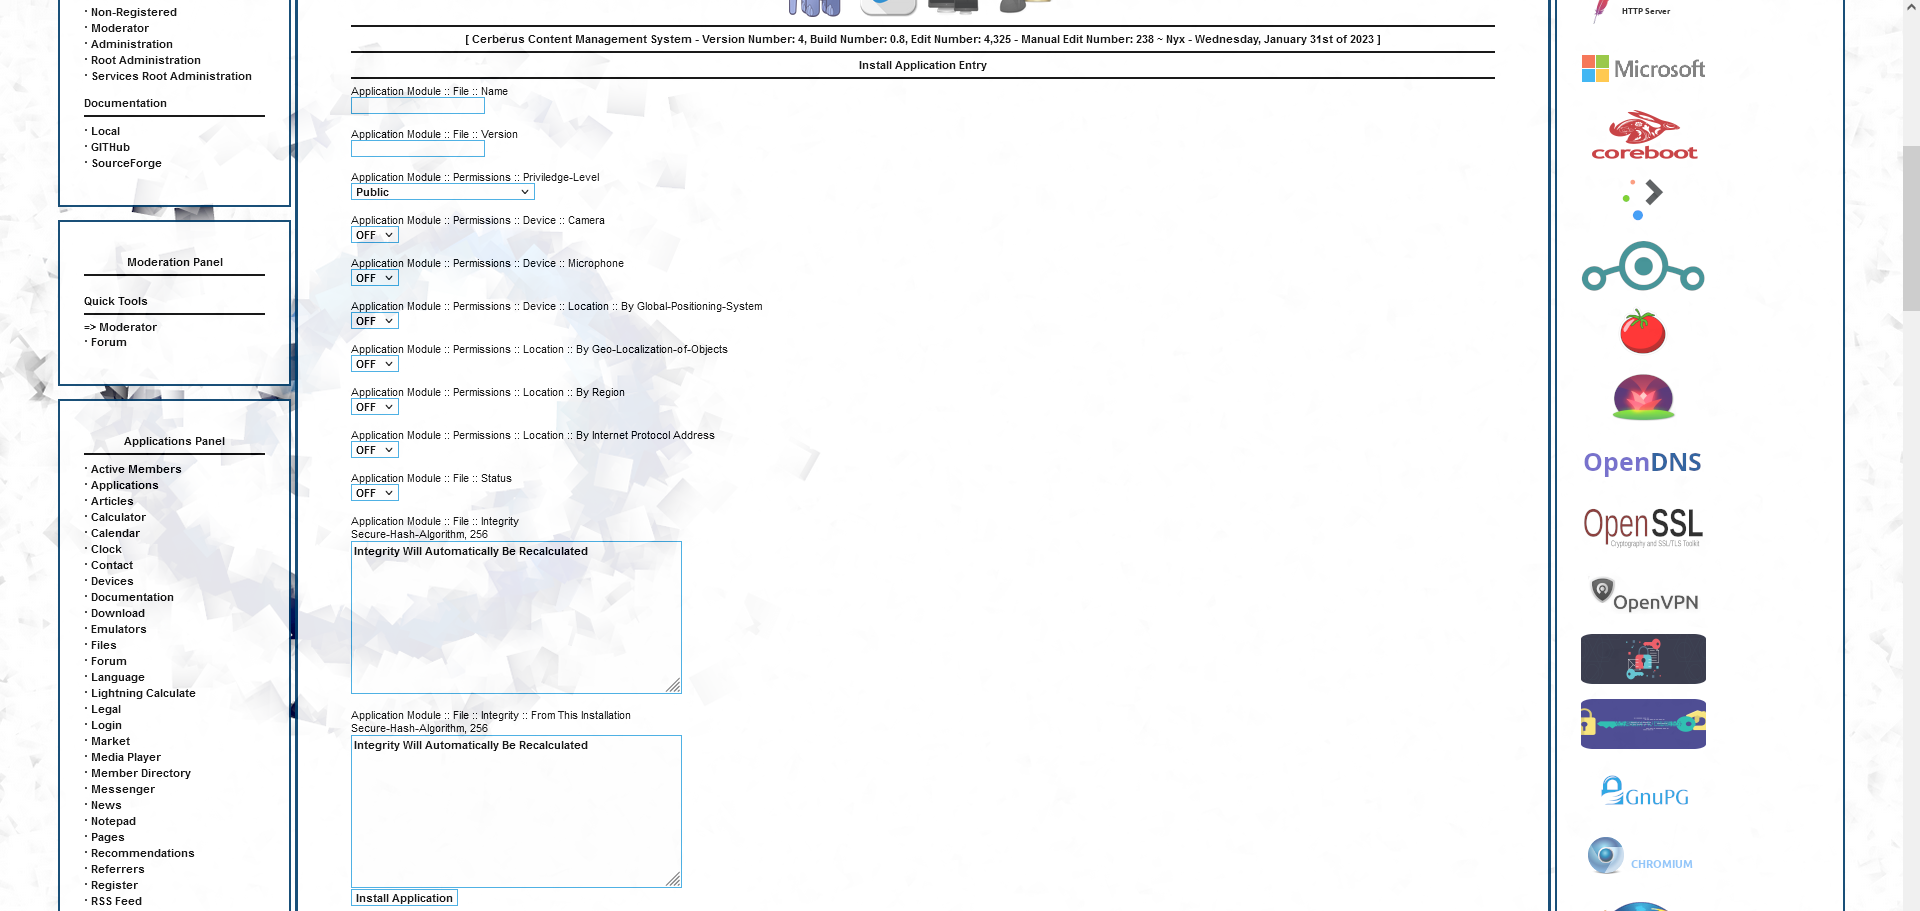 · Non-Registered
· Moderator
· Administration
· Root Administration
· Services Root Administration
Documentation
· Local
· GITHub
· SourceForge
Moderation Panel
Quick Tools
=> Moderator
· Forum
Applications Panel
· Active Members
· Applications
· Articles
· Calculator
· Calendar
· Clock
· Contact
· Devices
· Documentation
· Download
· Emulators
· Files
· Forum
· Language
· Lightning Calculate
· Legal
· Login
· Market
· Media Player
· Member Directory
· Messenger
· News
· Notepad
· Pages
· Recommendations
· Referrers
· Register
· RSS Feed
[ Cerberus Content Management System - Version Number: 4, Build Number: 0.8, Edit Number: 4,325 - Manual Edit Number: 238 ~ Nyx - Wednesday, January 31st of 2023 ]
Install Application Entry
Application Module :: File :: Name
Application Module :: File :: Version
Application Module :: Permissions :: Priviledge-Level
Public
Application Module :: Permissions :: Device :: Camera
OFF
Application Module :: Permissions :: Device :: Microphone
OFF
Application Module :: Permissions :: Device :: Location :: By Global-Positioning-System
OFF
Application Module :: Permissions :: Location :: By Geo-Localization-of-Objects
OFF
Application Module :: Permissions :: Location :: By Region
OFF
Application Module :: Permissions :: Location :: By Internet Protocol Address
OFF
Application Module :: File :: Status
OFF
Application Module :: File :: Integrity
Secure-Hash-Algorithm, 256
Integrity Will Automatically Be Recalculated
Application Module :: File :: Integrity :: From This Installation
Secure-Hash-Algorithm, 256
Integrity Will Automatically Be Recalculated
Install Application
HTTP Server
Microsoft
coreboot
OpenDNS
OpenSSL
Cryptography and SSL/TLS Toolkit
OpenVPN
GnuPG
CHROMIUM